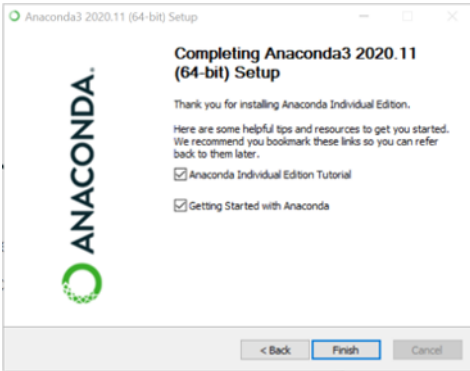 Anaconda3 2020.11 (64-bit) Setup
Completing Anaconda3 2020.11
(64-bit) Setup
Thank you for installing Anaconda Individual Edition.
Here are some helpful tips and resources to get you started.
We recommend you bookmark these links so you can refer
back to them later.
Anaconda Individual Edition Tutorial
Getting Started with Anaconda
ANACONDA.
< Back
Finish
Cancel